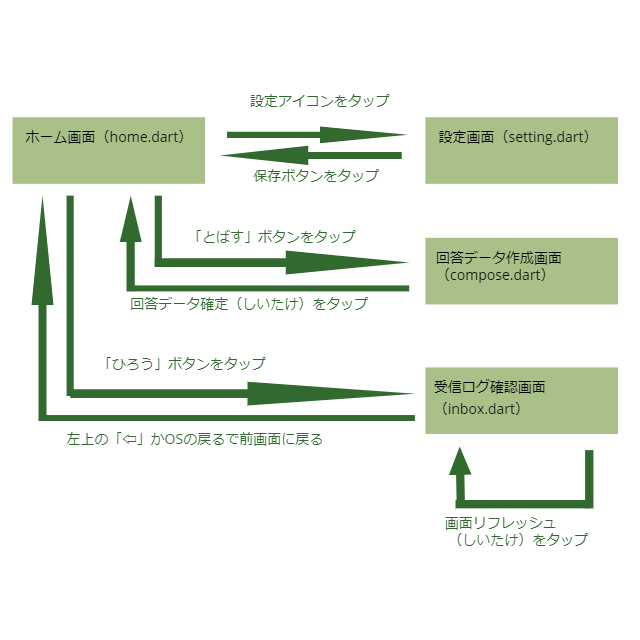 設定アイコンをタップ
ホーム画面（home.dart）
設定画面（setting.dart）
保存ボタンをタップ
「とばす」ボタンをタップ
回答データ作成画面
（compose.dart）
回答データ確定（しいたけ）をタップ
「ひろう」ボタンをタップ
受信ログ確認画面
（inbox.dart）
左上の「⇦」かOSの戻るで前画面に戻る
画面リフレッシュ
（しいたけ）をタップ